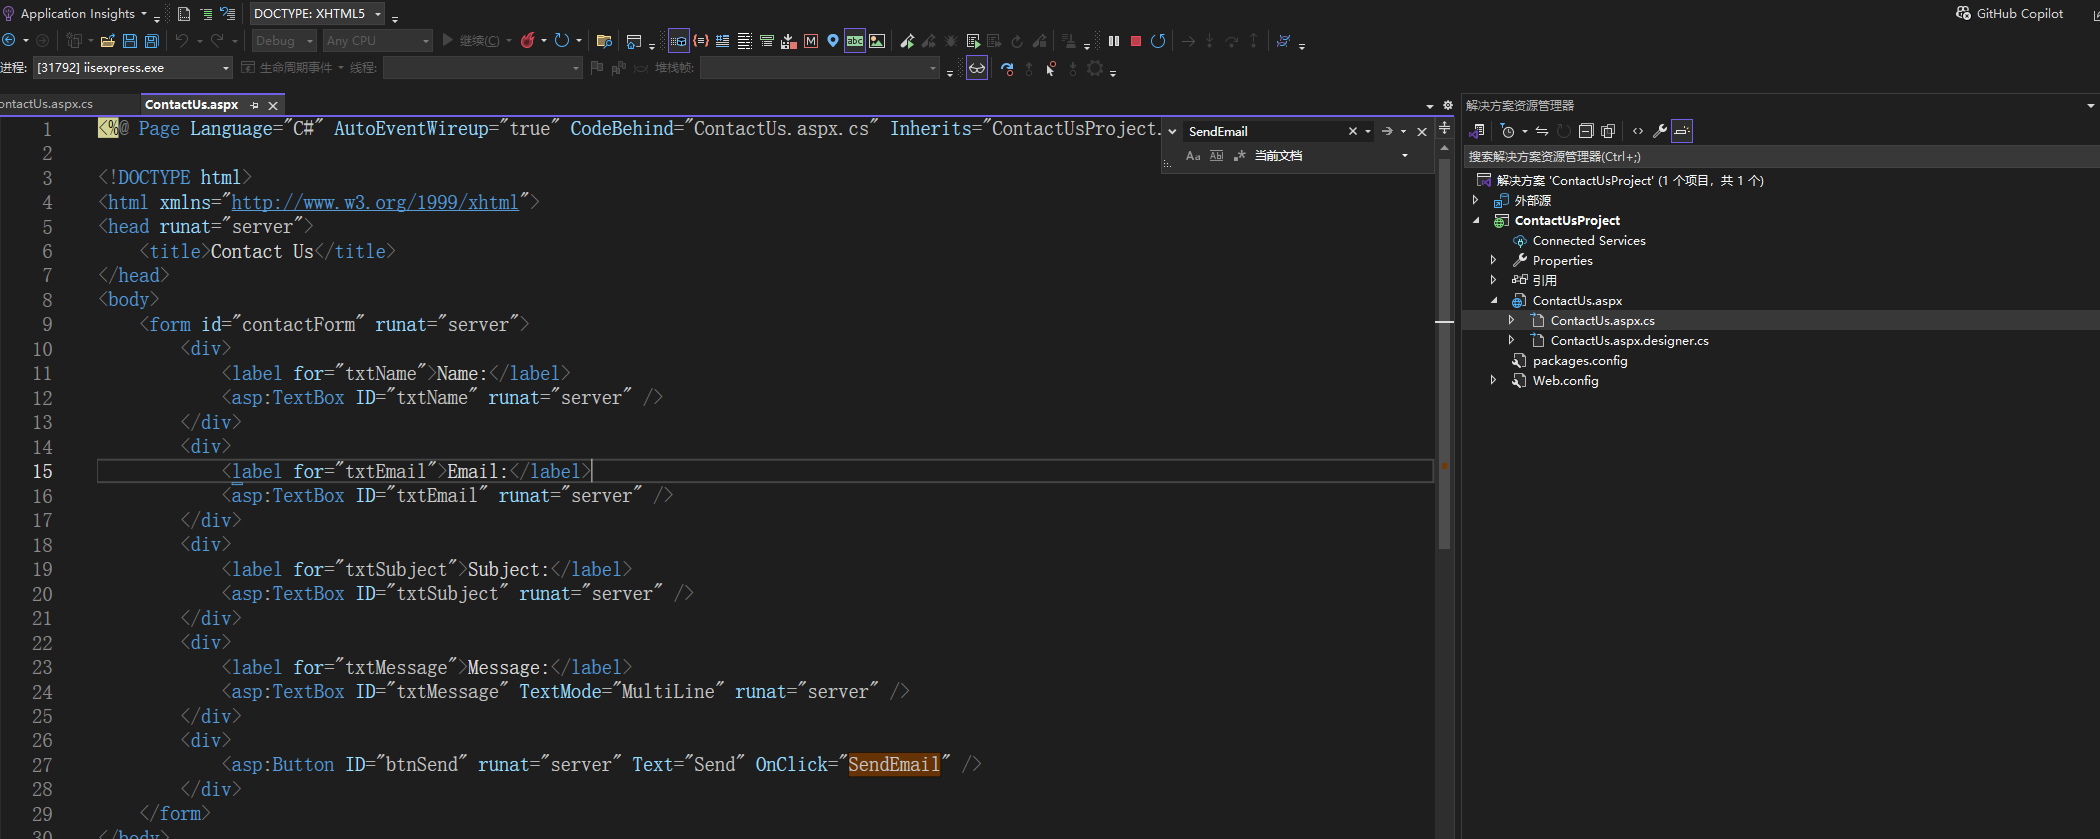 Application Insights DOCTYPE: XHTML5 GitHub Copilot
Debug Any CPU 继续(C)
进程: [31792] iisexpress.exe 生命周期事件 线程: 堆栈帧:
ontactUs.aspx.cs ContactUs.aspx
1 <%@ Page Language="C#" AutoEventWireup="true" CodeBehind="ContactUs.aspx.cs" Inherits="ContactUsProject.
2
3 <!DOCTYPE html>
4 <html xmlns="http://www.w3.org/1999/xhtml">
5 <head runat="server">
6 <title>Contact Us</title>
7 </head>
8 <body>
9 <form id="contactForm" runat="server">
10 <div>
11 <label for="txtName">Name:</label>
12 <asp:TextBox ID="txtName" runat="server" />
13 </div>
14 <div>
15 <label for="txtEmail">Email:</label>
16 <asp:TextBox ID="txtEmail" runat="server" />
17 </div>
18 <div>
19 <label for="txtSubject">Subject:</label>
20 <asp:TextBox ID="txtSubject" runat="server" />
21 </div>
22 <div>
23 <label for="txtMessage">Message:</label>
24 <asp:TextBox ID="txtMessage" TextMode="MultiLine" runat="server" />
25 </div>
26 <div>
27 <asp:Button ID="btnSend" runat="server" Text="Send" OnClick="SendEmail" />
28 </div>
29 </form>
30 </body>
SendEmail
Aa Ab 当前文档
解决方案资源管理器
搜索解决方案资源管理器(Ctrl+;)
解决方案 'ContactUsProject' (1 个项目，共 1 个)
外部源
ContactUsProject
Connected Services
Properties
引用
ContactUs.aspx
ContactUs.aspx.cs
ContactUs.aspx.designer.cs
packages.config
Web.config